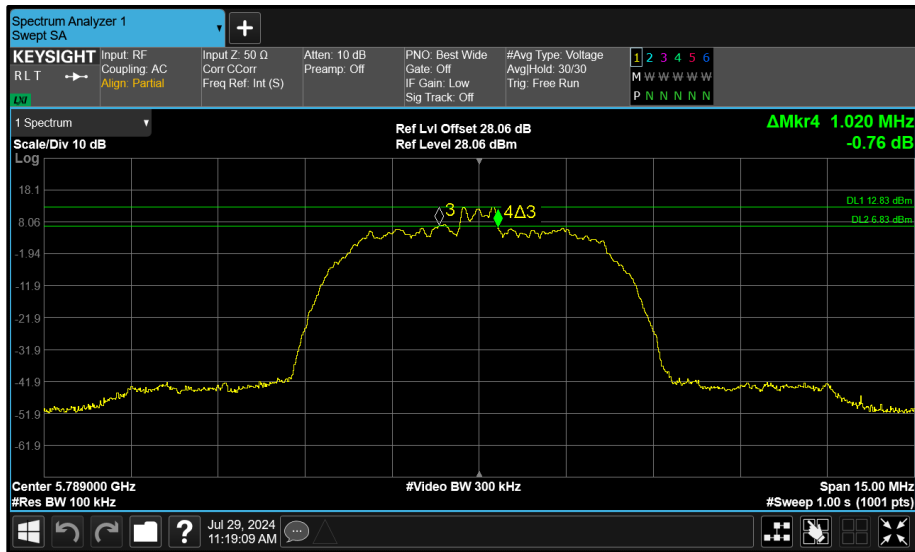 Spectrum Analyzer 1
Swept SA
+
KEYSIGHT
R L T
LXI
Input: RF
Coupling: AC
Align: Partial
Input Z: 50 Ω
Corr CCorr
Freq Ref: Int (S)
Atten: 10 dB
Preamp: Off
PNO: Best Wide
Gate: Off
IF Gain: Low
Sig Track: Off
#Avg Type: Voltage
Avg|Hold: 30/30
Trig: Free Run
1 2 3 4 5 6
M W W W W W
P N N N N N
1 Spectrum
Scale/Div 10 dB
Log
Ref Lvl Offset 28.06 dB
Ref Level 28.06 dBm
ΔMkr4 1.020 MHz
-0.76 dB
18.1
8.06
-1.94
-11.9
-21.9
-31.9
-41.9
-51.9
-61.9
DL1 12.83 dBm
DL2 6.83 dBm
3
4Δ3
Center 5.789000 GHz
#Res BW 100 kHz
#Video BW 300 kHz
Span 15.00 MHz
#Sweep 1.00 s (1001 pts)
?
Jul 29, 2024
11:19:09 AM